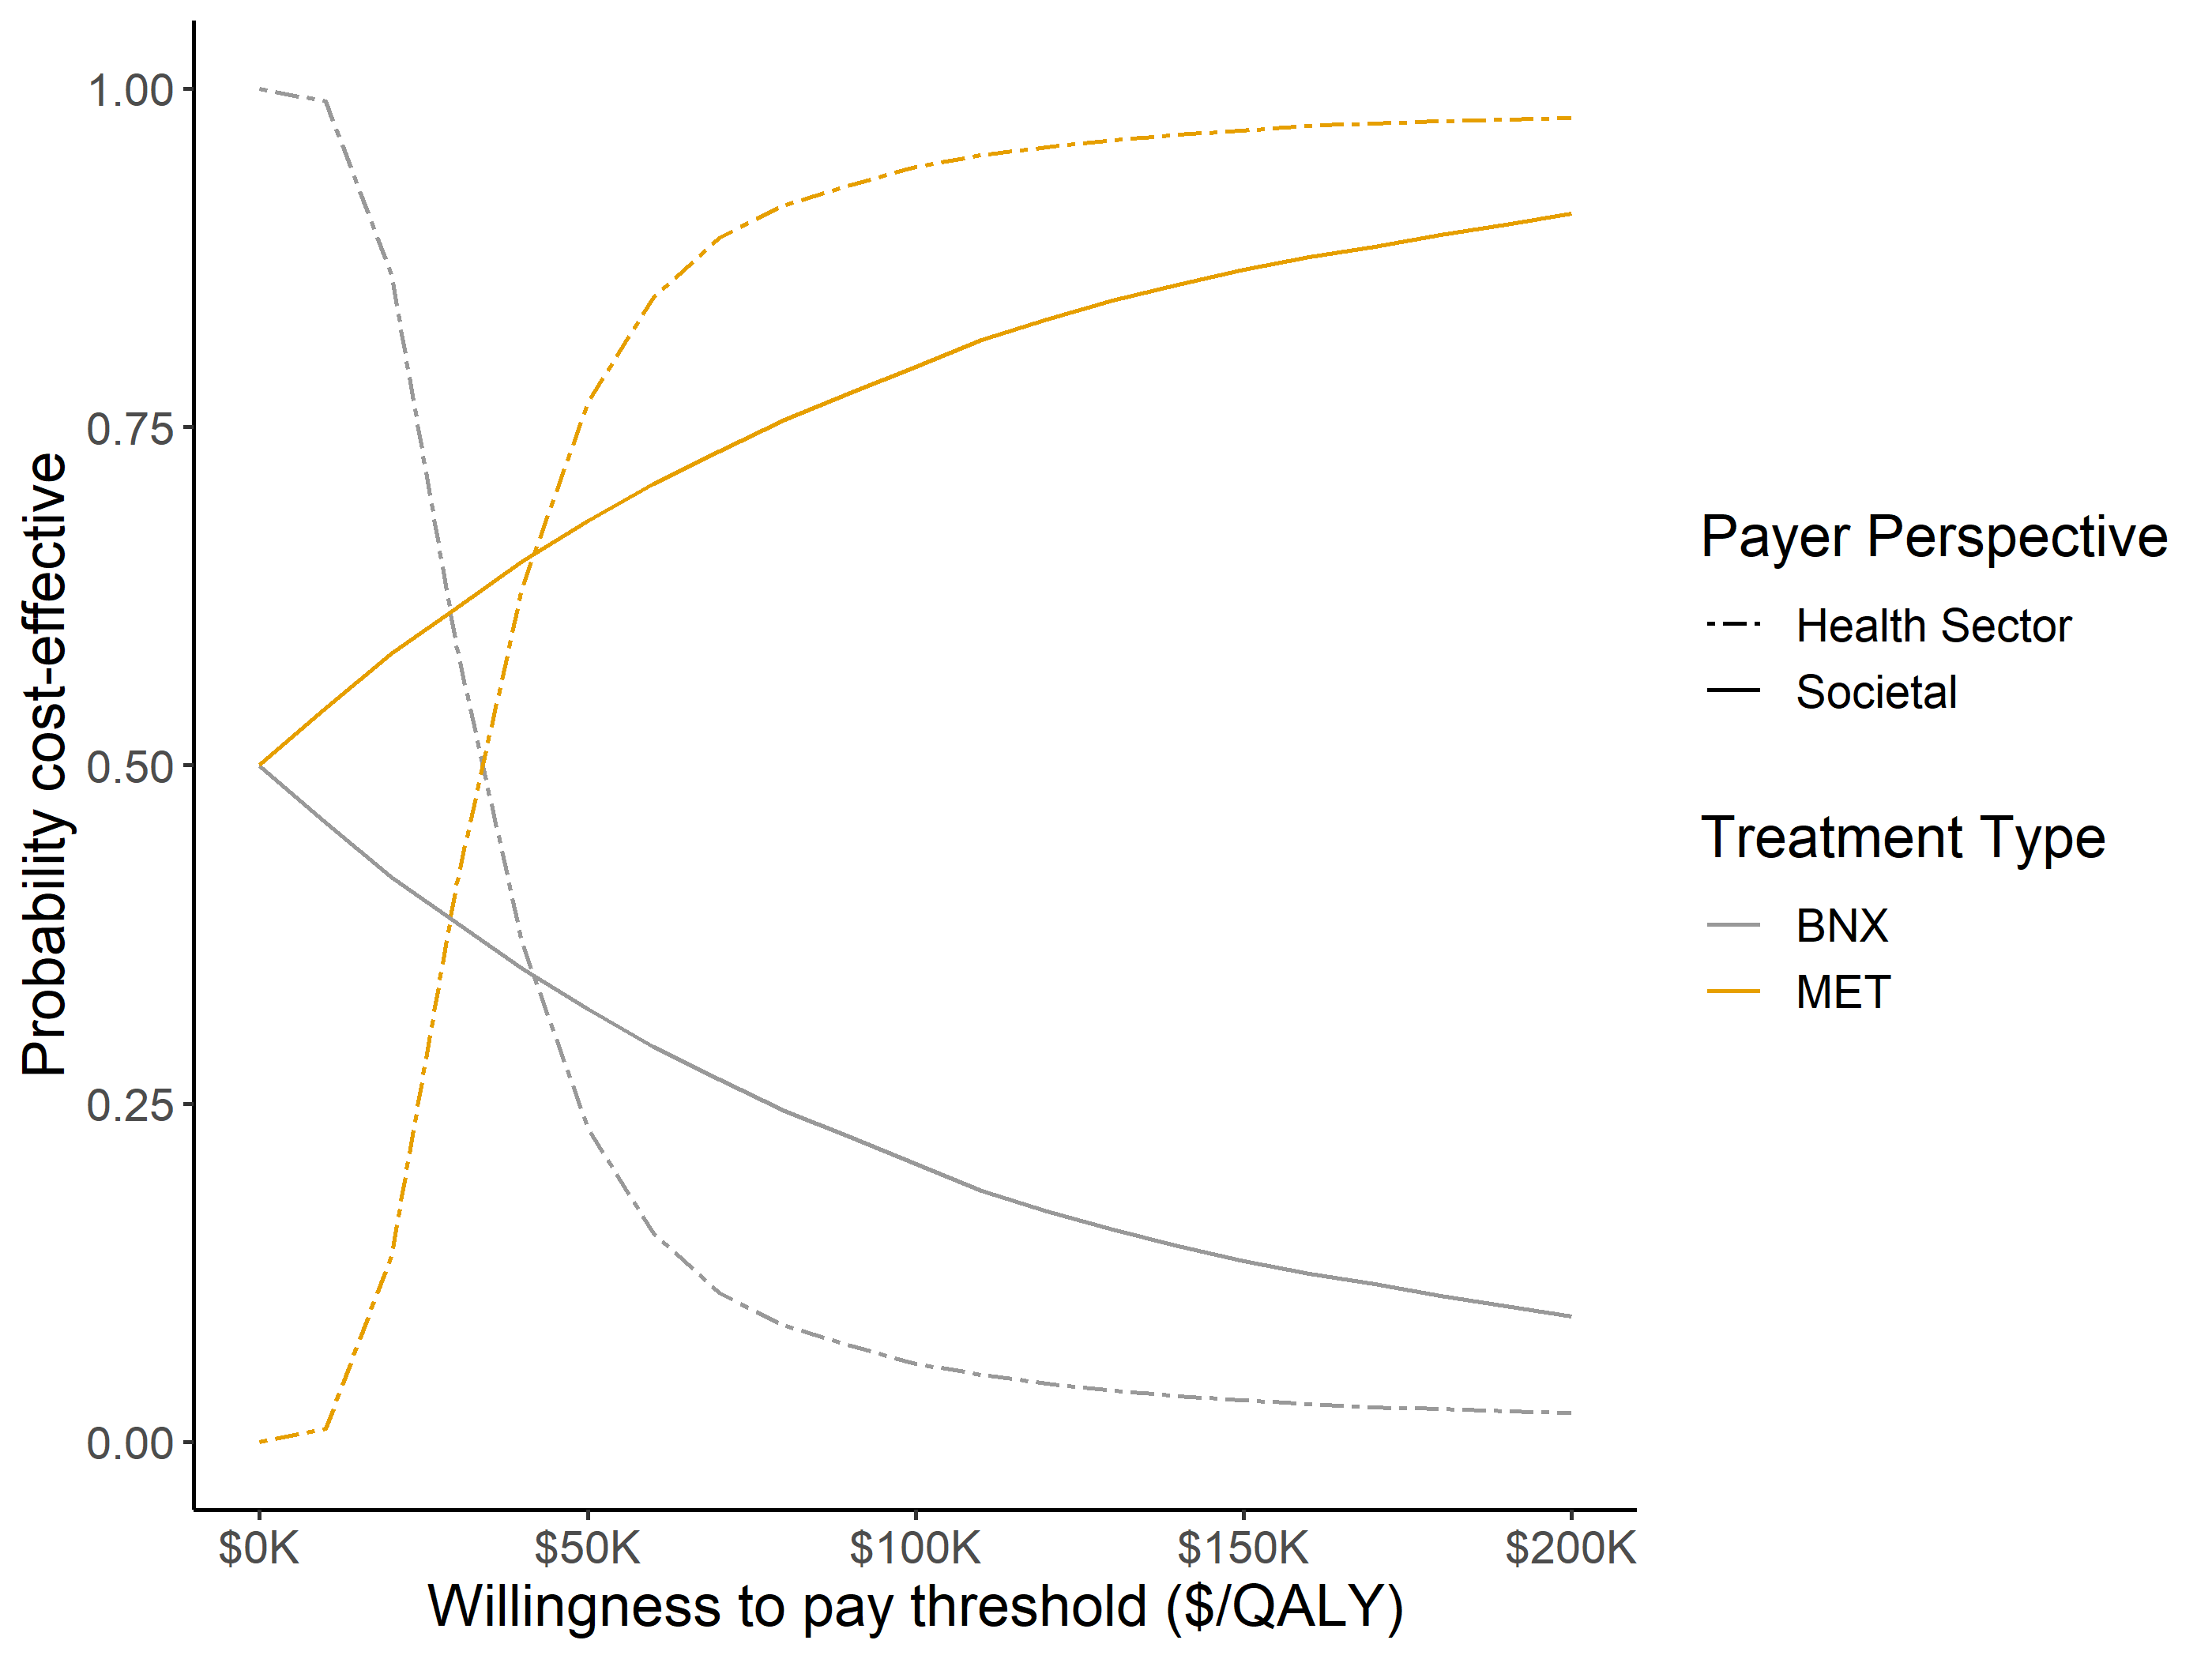 Probability cost-effective
1.00
0.75
0.50
0.25
0.00
$0K
$50K
$100K
$150K
$200K
Willingness to pay threshold ($/QALY)
Payer Perspective
Health Sector
Societal
Treatment Type
BNX
MET